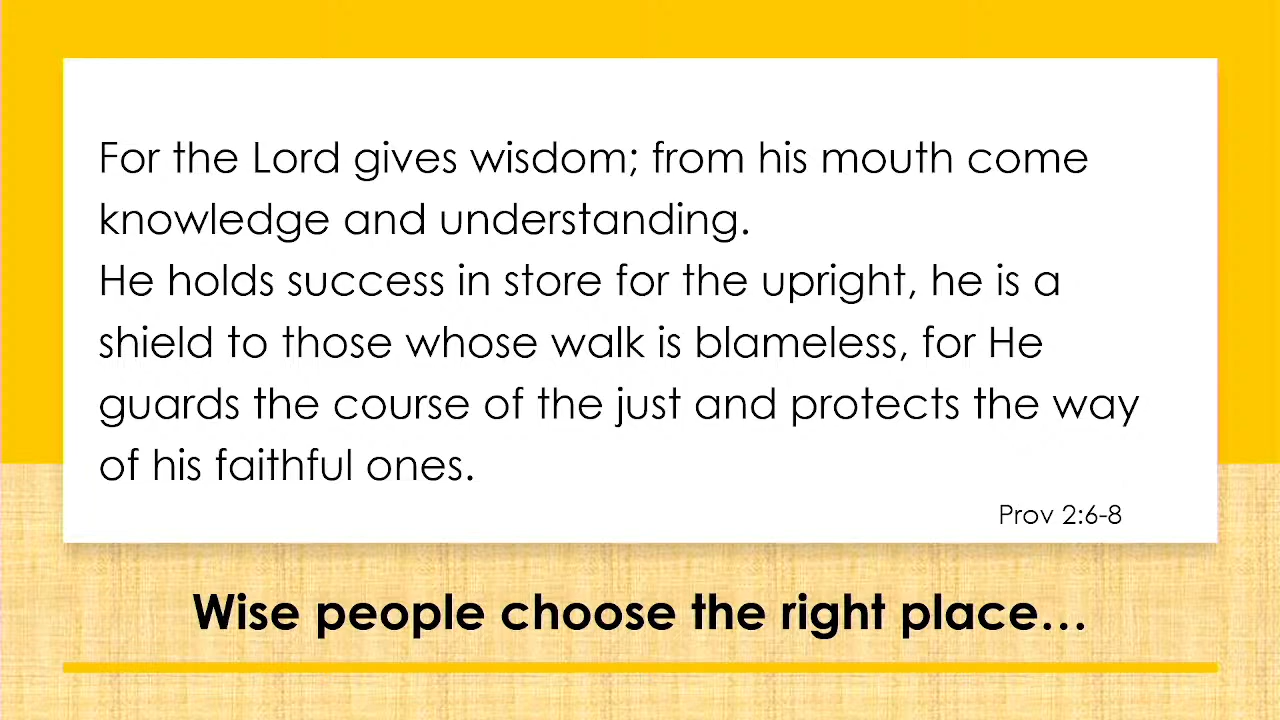 For the Lord gives wisdom; from his mouth come
knowledge and understanding.
He holds success in store for the upright, he is a
shield to those whose walk is blameless, for He
guards the course of the just and protects the way
of his faithful ones.
Prov 2:6-8
Wise people choose the right place…